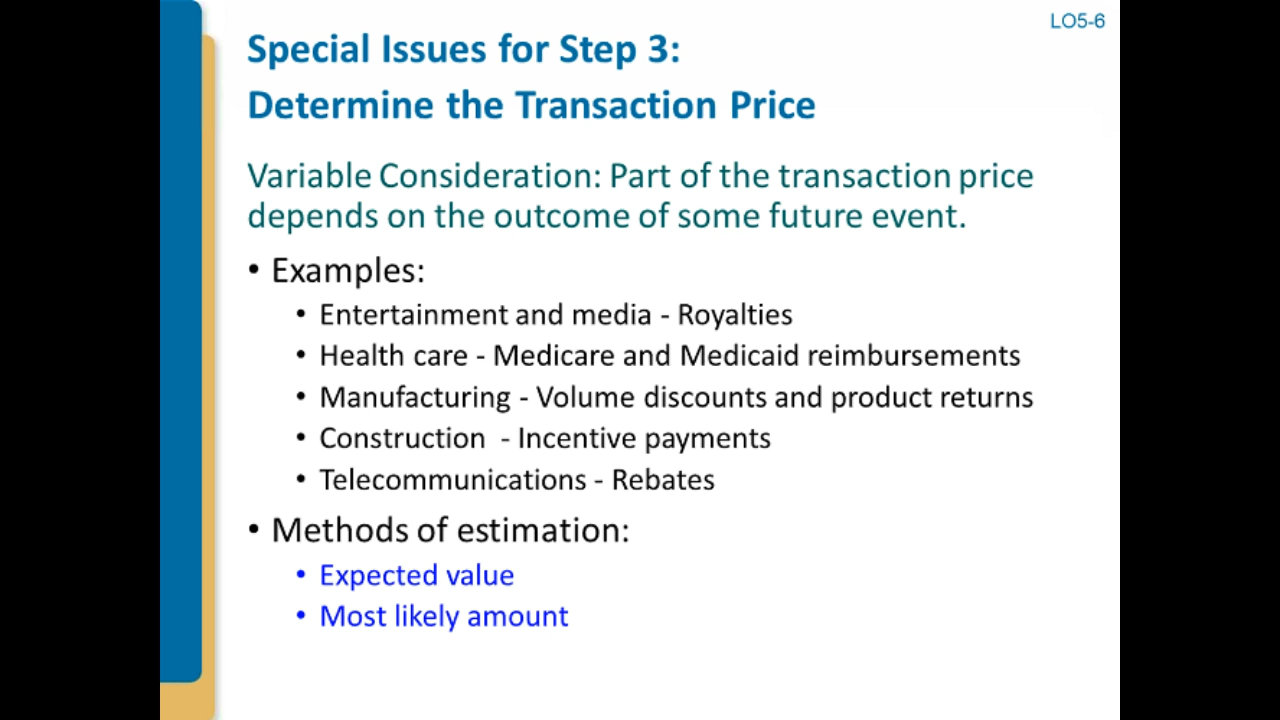 LO5-6
Special Issues for Step 3:
Determine the Transaction Price
Variable Consideration: Part of the transaction price
depends on the outcome of some future event.
• Examples:
• Entertainment and media - Royalties
• Health care - Medicare and Medicaid reimbursements
• Manufacturing - Volume discounts and product returns
• Construction  - Incentive payments
• Telecommunications - Rebates
• Methods of estimation:
• Expected value
• Most likely amount